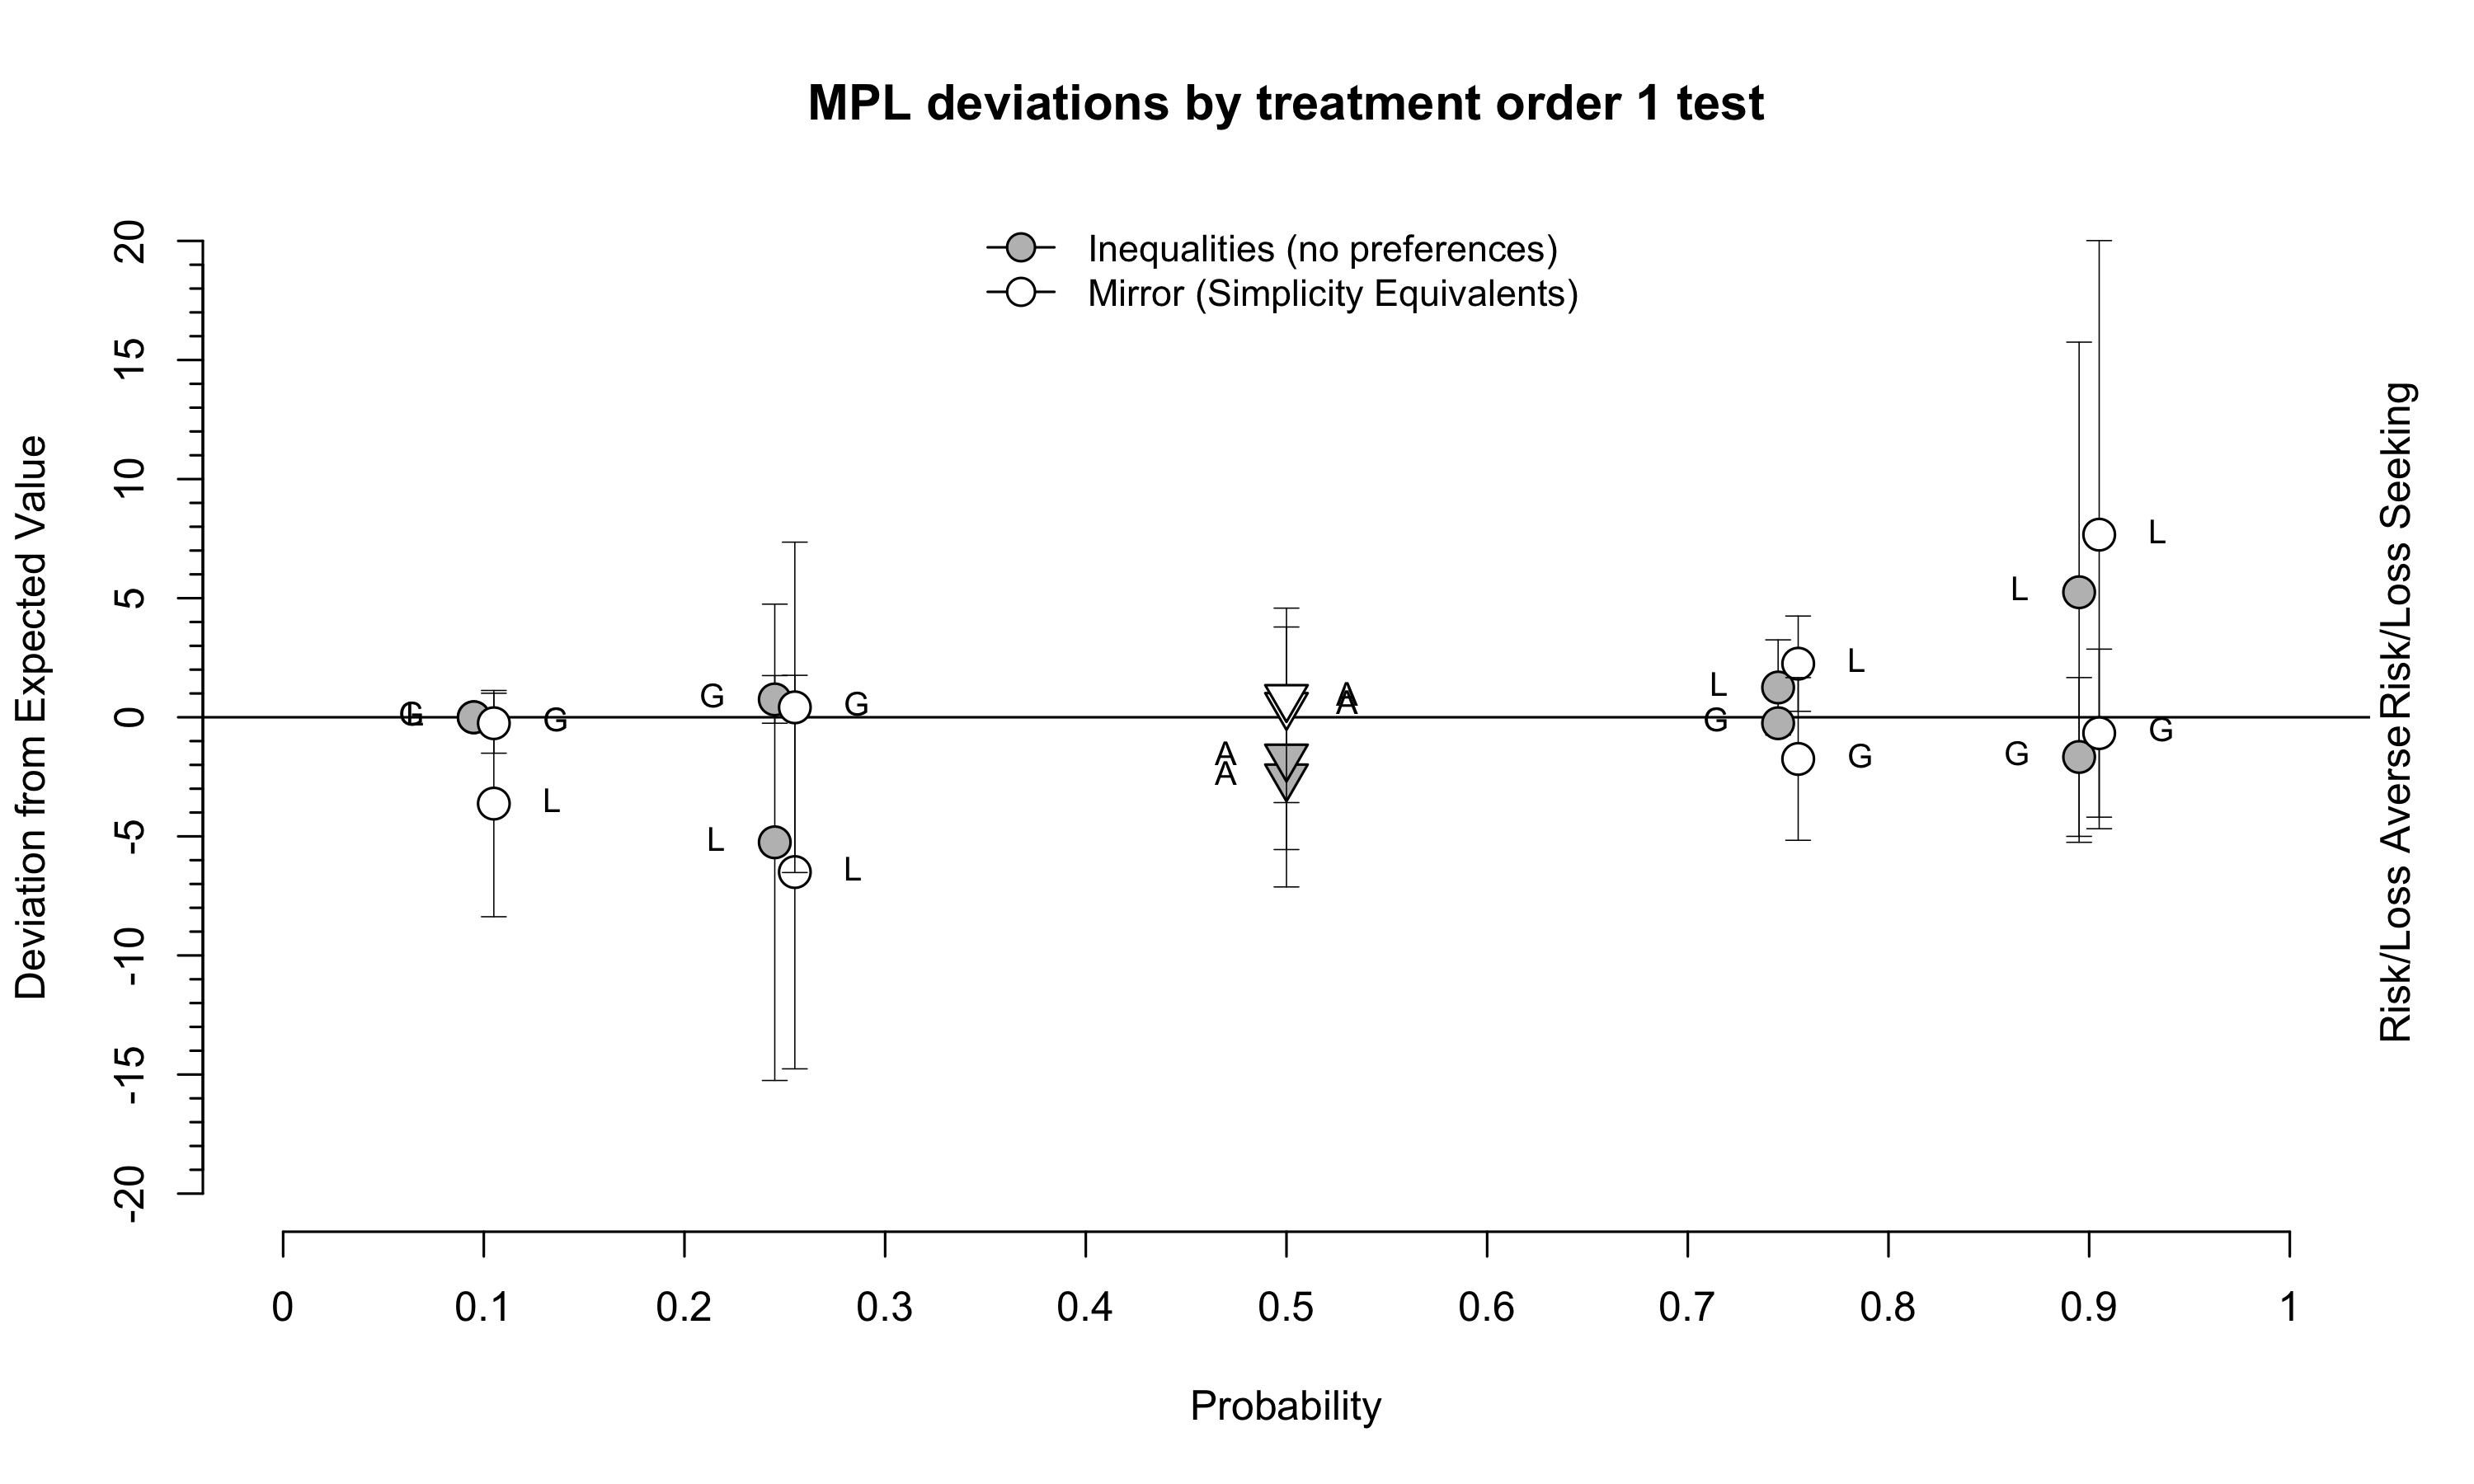 MPL deviations by treatment order 1 test
Inequalities (no preferences)
Mirror (Simplicity Equivalents)
Deviation from Expected Value
20
15
10
5
0
-5
-10
-15
-20
Risk/Loss Seeking
Risk/Loss Averse
G
L
G
L
G
G
L
L
A
A
A
A
L
L
G
G
L
L
G
G
0 0.1 0.2 0.3 0.4 0.5 0.6 0.7 0.8 0.9 1
Probability